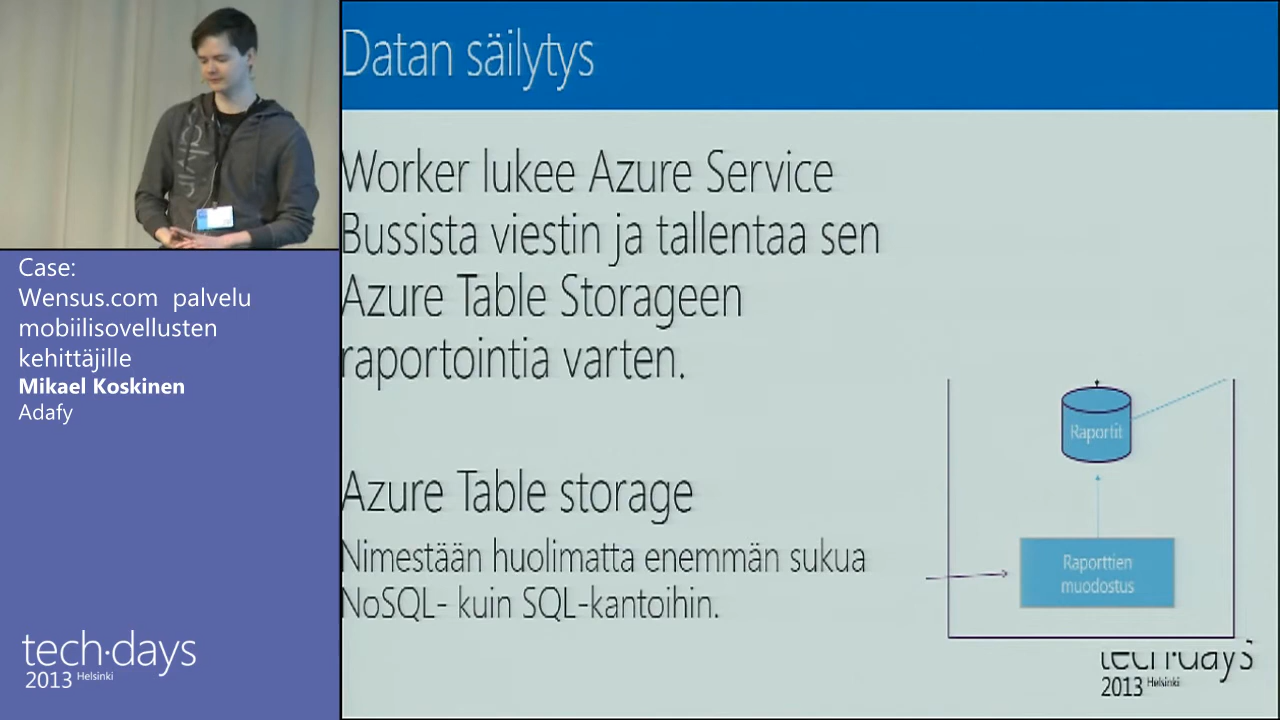 Datan säilytys
Worker lukee Azure Service
Bussista viestin ja tallentaa sen
Azure Table Storageen
raportointia varten.
Azure Table storage
Nimestään huolimatta enemmän sukua
NoSQL- kuin SQL-kantoihin.
Raportit
Raporttien
muodostus
tech·days
2013 Helsinki
Case:
Wensus.com palvelu
mobiilisovellusten
kehittäjille
Mikael Koskinen
Adafy
tech·days
2013 Helsinki